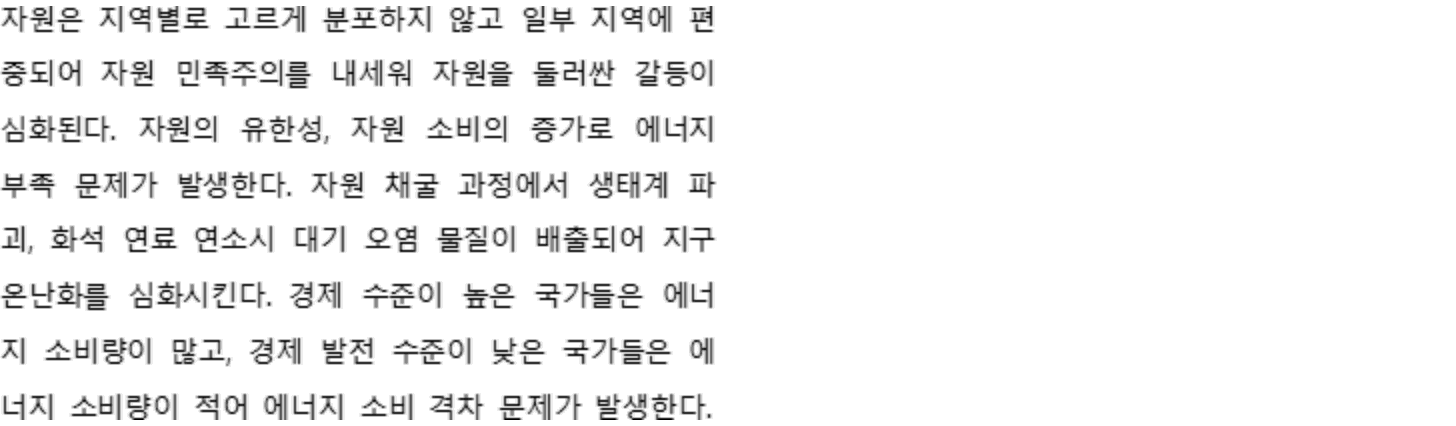 자원은 지역별로 고르게 분포하지 않고 일부 지역에 편
중되어 자원 민족주의를 내세워 자원을 둘러싼 갈등이
심화된다. 자원의 유한성, 자원 소비의 증가로 에너지
부족 문제가 발생한다. 자원 채굴 과정에서 생태계 파
괴, 화석 연료 연소시 대기 오염 물질이 배출되어 지구
온난화를 심화시킨다. 경제 수준이 높은 국가들은 에너
지 소비량이 많고, 경제 발전 수준이 낮은 국가들은 에
너지 소비량이 적어 에너지 소비 격차 문제가 발생한다.